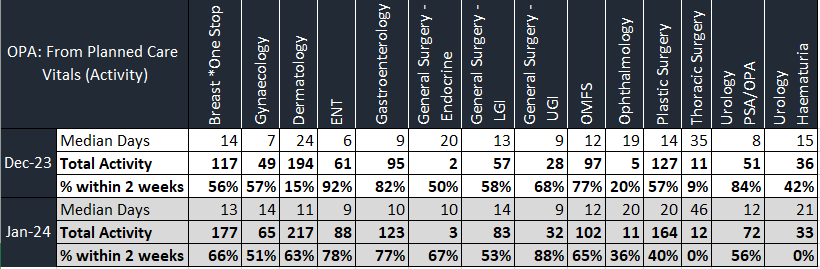 OPA: From Planned Care Vitals (Activity) Breast *One Stop Gynaecology Dermatology ENT Gastroenterology General Surgery - Endocrine General Surgery - LGI General Surgery - UGI OMFS Ophthalmology Plastic Surgery Thoracic Surgery Urology PSA/OPA Urology Haematuria
Dec-23 Median Days 14 7 24 6 9 20 13 9 12 19 14 35 8 15
Total Activity 117 49 194 61 95 2 57 28 97 5 127 11 51 36
% within 2 weeks 56% 57% 15% 92% 82% 50% 58% 68% 77% 20% 57% 9% 84% 42%
Jan-24 Median Days 13 14 11 9 10 10 14 9 12 20 20 46 12 21
Total Activity 177 65 217 88 123 3 83 32 102 11 164 12 72 33
% within 2 weeks 66% 51% 63% 78% 77% 67% 53% 88% 65% 36% 40% 0% 56% 0%